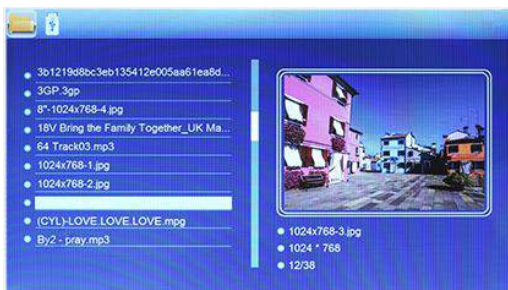 3b1219d8bc3eb135412e005aa61ea8d...
3GP.3gp
8"-1024x768-4.jpg
18V Bring the Family Together_UK Ma...
64 Track03.mp3
1024x768-1.jpg
1024x768-2.jpg
(CYL)-LOVE.LOVE.LOVE.mpg
By2 - pray.mp3
1024x768-3.jpg
1024 * 768
12/38